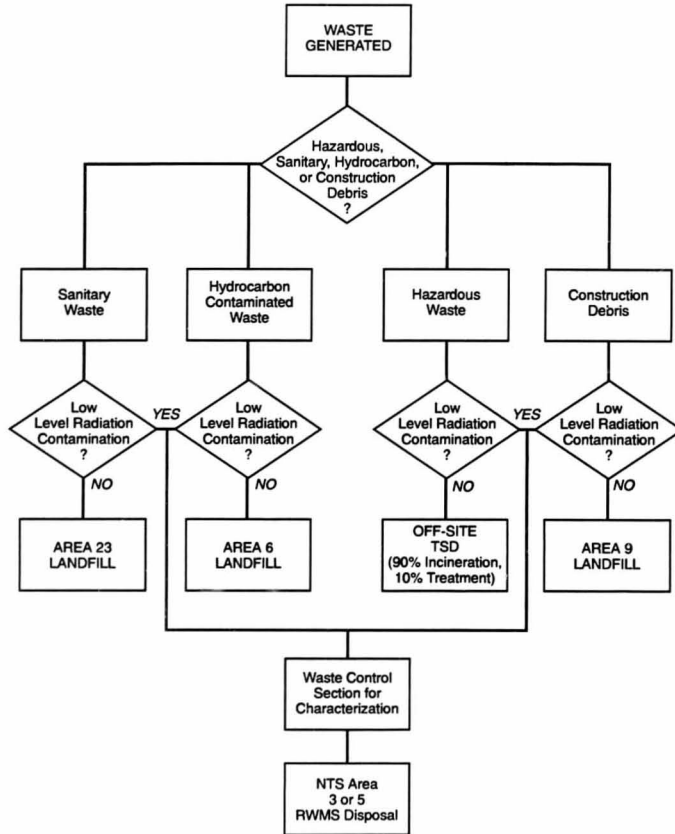 WASTE
GENERATED
Hazardous,
Sanitary, Hydrocarbon,
or Construction
Debris
?
Sanitary
Waste
Hydrocarbon
Contaminated
Waste
Hazardous
Waste
Construction
Debris
Low
Level Radiation
Contamination
?
YES
Low
Level Radiation
Contamination
?
Low
Level Radiation
Contamination
?
YES
Low
Level Radiation
Contamination
?
NO
NO
NO
NO
AREA 23
LANDFILL
AREA 6
LANDFILL
OFF-SITE
TSD
(90% Incineration,
10% Treatment)
AREA 9
LANDFILL
Waste Control
Section for
Characterization
NTS Area
3 or 5
RWMS Disposal